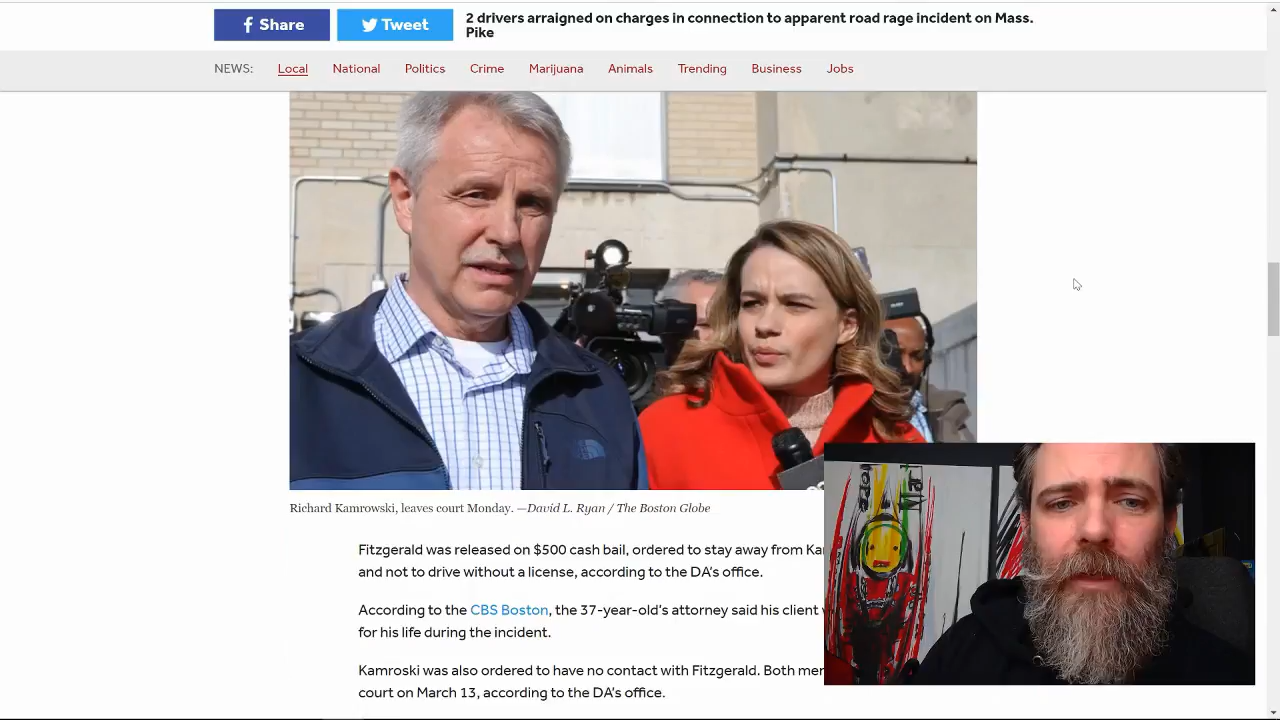 Share
Tweet
2 drivers arraigned on charges in connection to apparent road rage incident on Mass.
Pike
NEWS:
Local
National
Politics
Crime
Marijuana
Animals
Trending
Business
Jobs
Richard Kamrowski, leaves court Monday. —David L. Ryan / The Boston Globe
Fitzgerald was released on $500 cash bail, ordered to stay away from
and not to drive without a license, according to the DA's office.
According to the CBS Boston, the 37-year-old's attorney said his client
for his life during the incident.
Kamroski was also ordered to have no contact with Fitzgerald. Both
court on March 13, according to the DA's office.